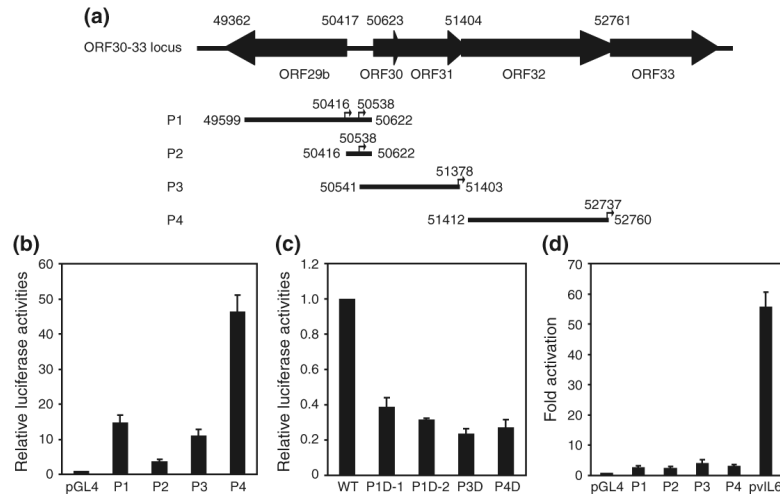 (a)
49362 50417 50623 51404 52761
ORF30-33 locus
ORF29b ORF30 ORF31 ORF32 ORF33
50416 50538
P1 49599 50622
50538
P2 50416 50622
51378
P3 50541 51403
52737
P4 51412 52760
(b)
Relative luciferase activities
60
50
40
30
20
10
0
pGL4 P1 P2 P3 P4
(c)
Relative luciferase activities
1.2
1.0
0.8
0.6
0.4
0.2
0
WT P1D-1 P1D-2 P3D P4D
(d)
Fold activation
70
60
50
40
30
20
10
0
pGL4 P1 P2 P3 P4 pvIL6